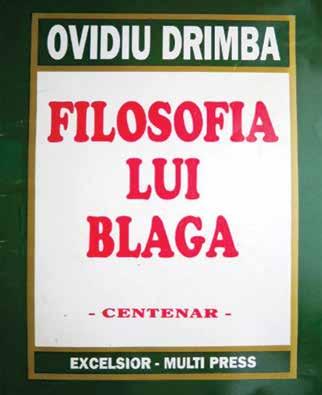 OVIDIU DRIMBA
FILOSOFIA
LUI
BLAGA
- CENTENAR -
EXCELSIOR - MULTI PRESS